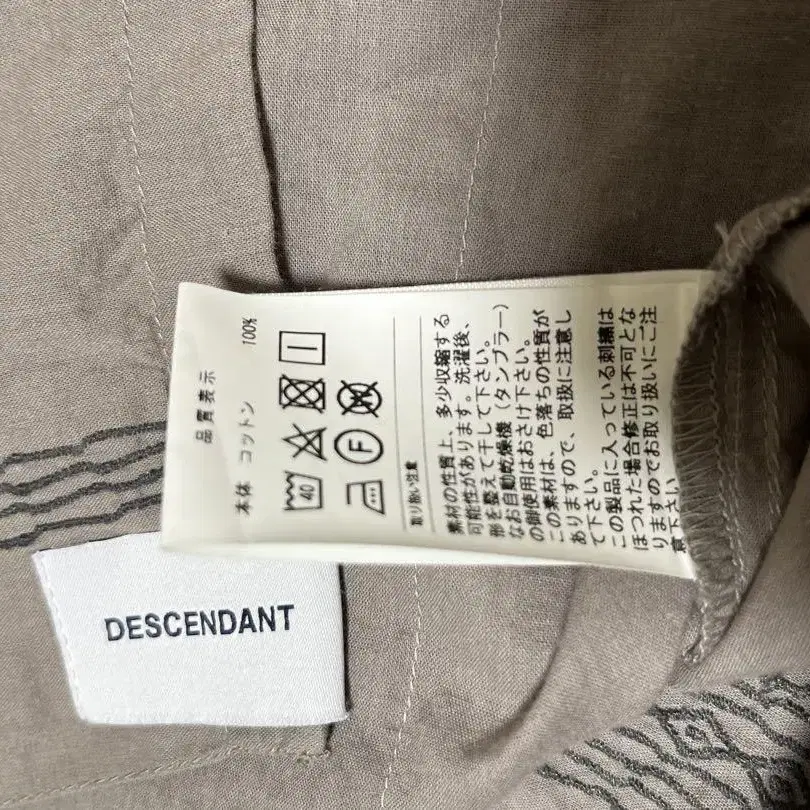 品質表示
本体 コットン 100%
40
F
W
取り扱い注意
素材の性質上、多少収縮する
可能性があります。洗濯後、
形を整えて干して下さい。
なお自動乾燥機（タンブラー）
の御使用はおさけ下さい。
この素材は、色落ちの性質が
ありますので、取扱に注意し
て下さい。
この製品に入っている刺繍は
ほつれた場合修正は不可とな
りますのでお取り扱いにご注
意下さい
DESCENDANT